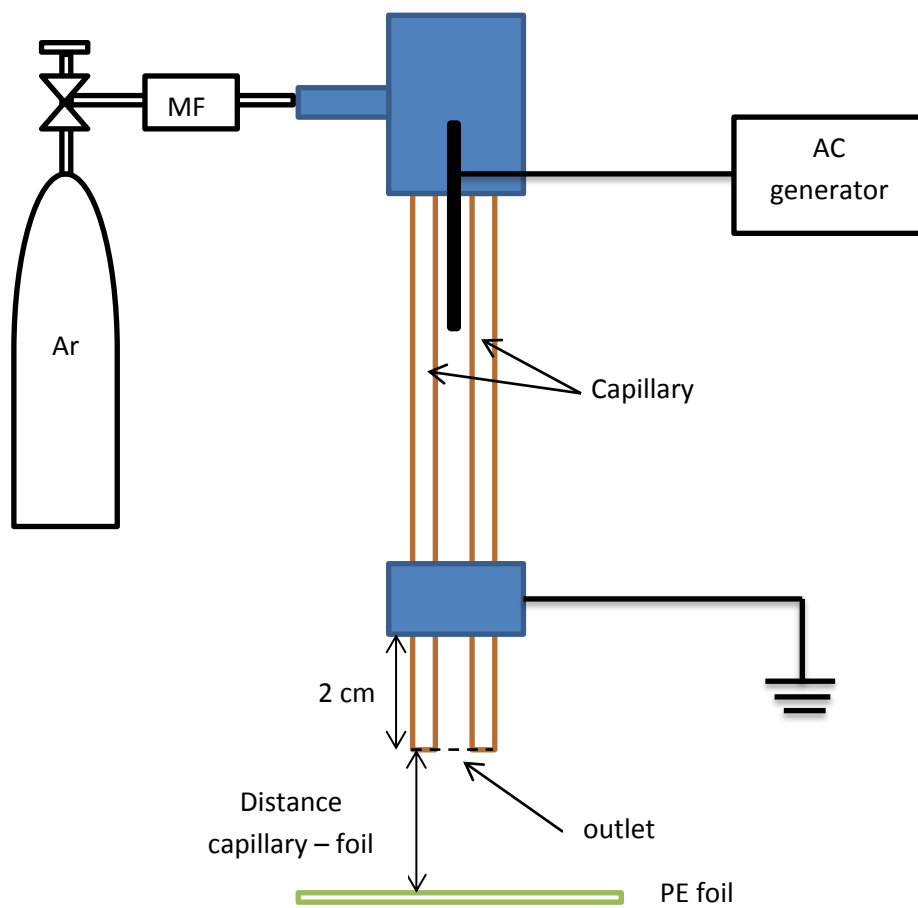 MF
AC
generator
Ar
Capillary
2 cm
Distance
capillary – foil
outlet
PE foil